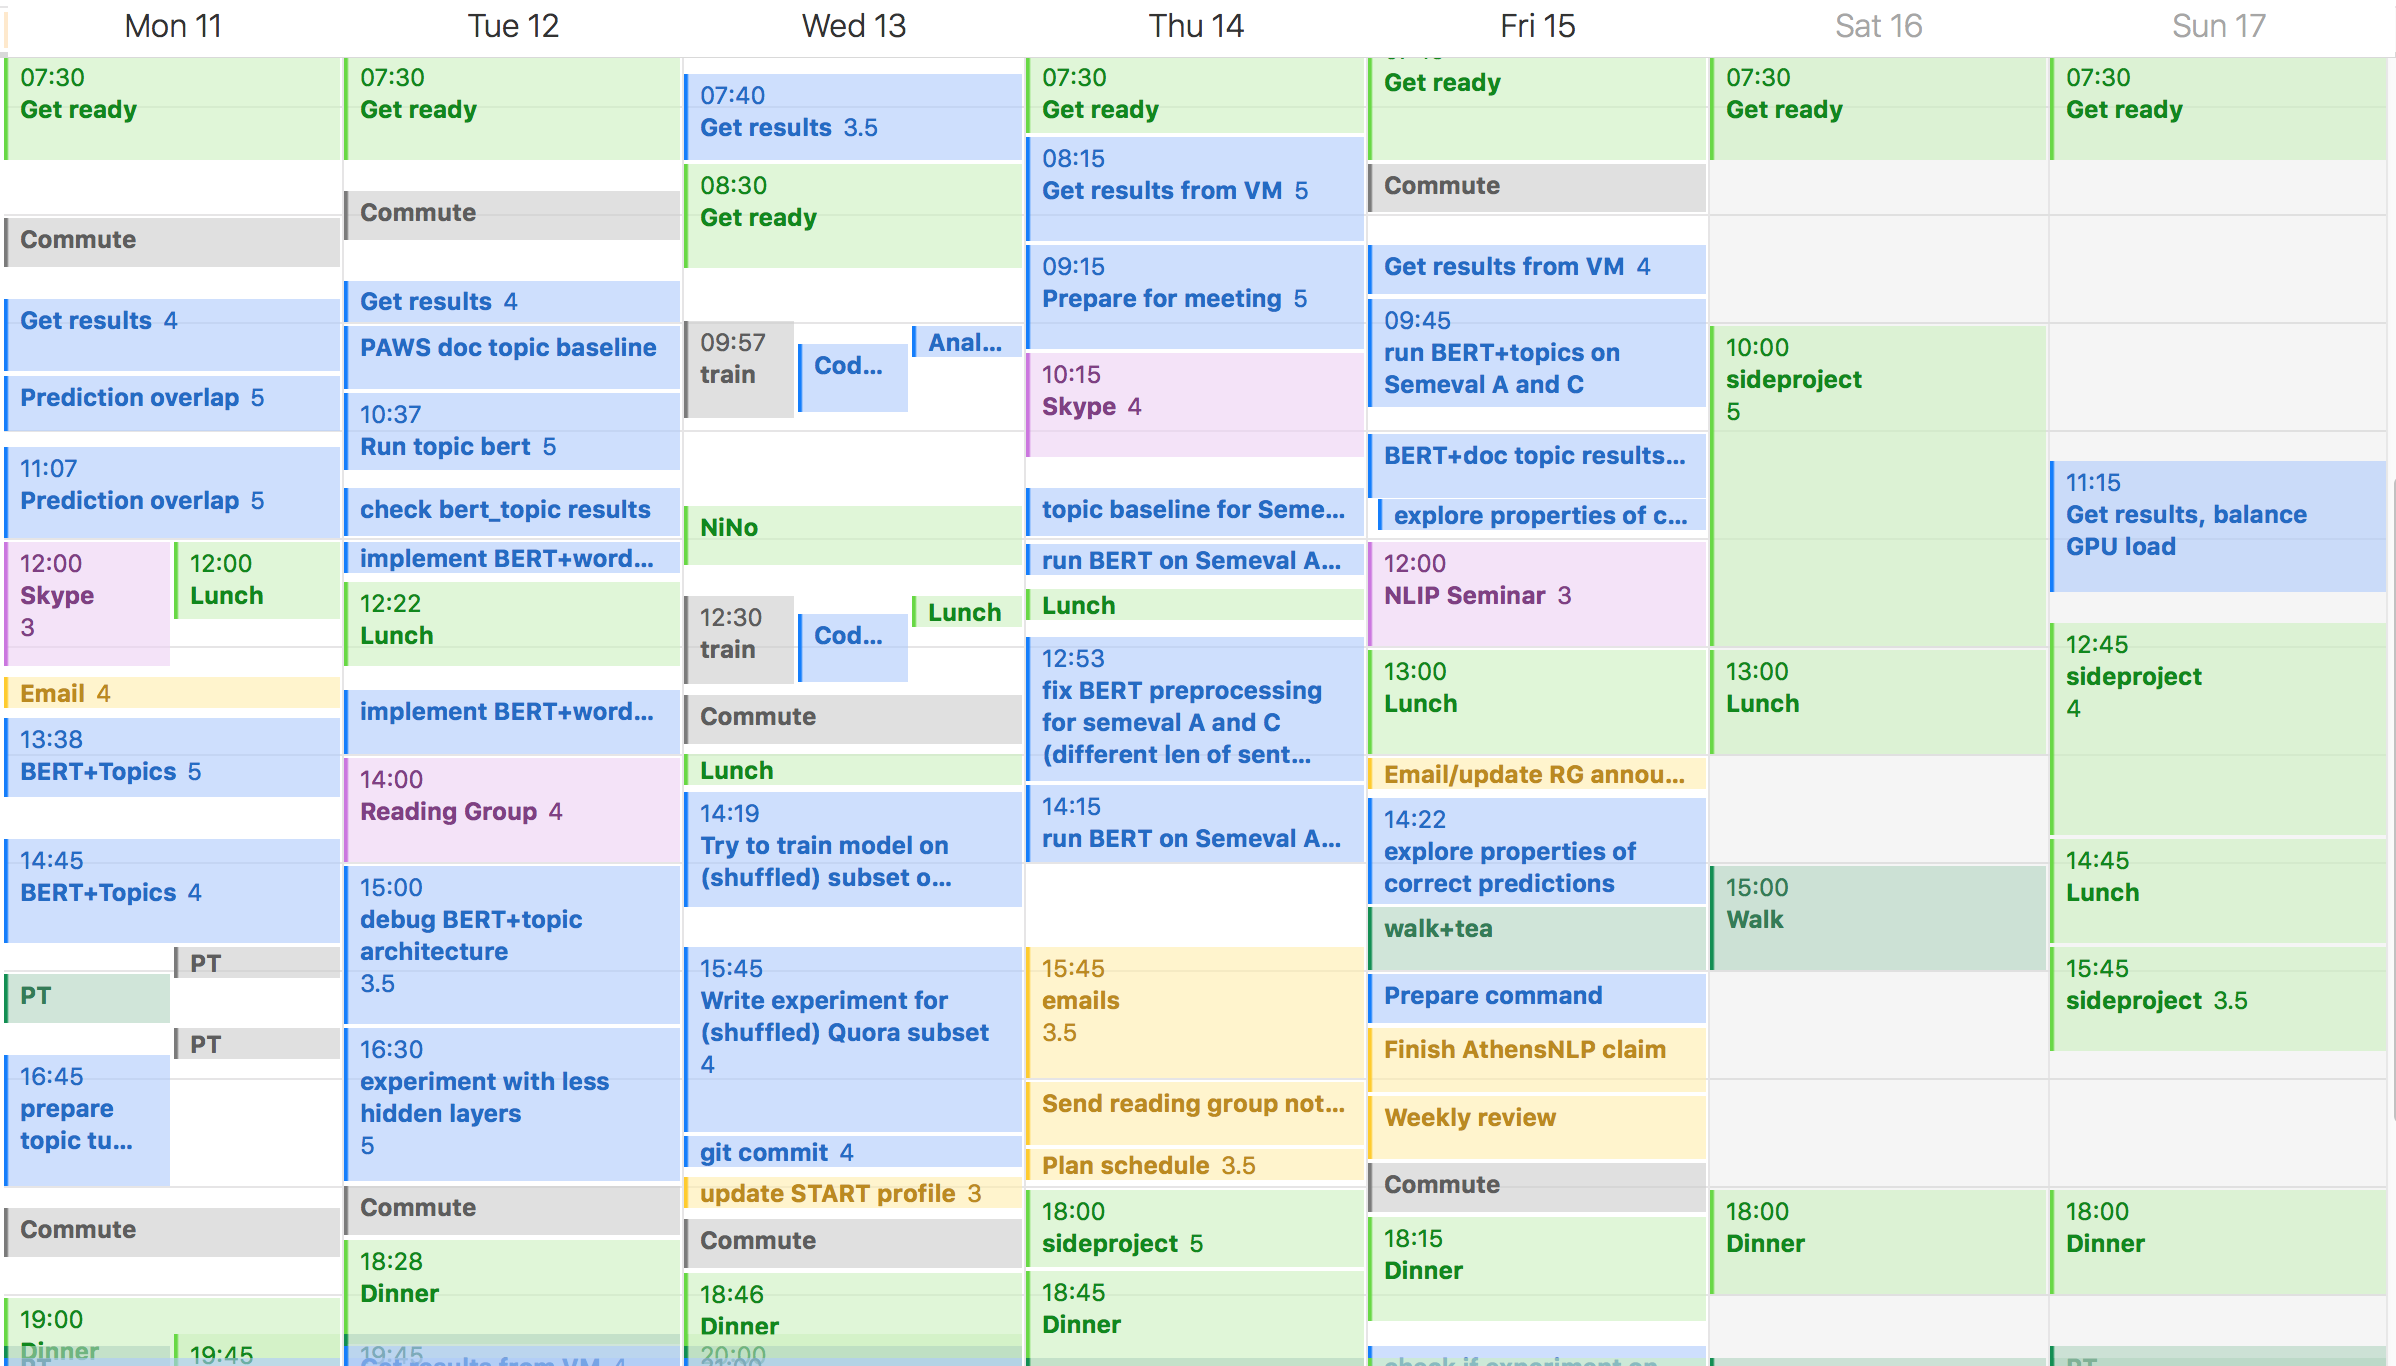 Mon 11
Tue 12
Wed 13
Thu 14
Fri 15
Sat 16
Sun 17
07:30
Get ready
Commute
Get results 4
Prediction overlap 5
11:07
Prediction overlap 5
12:00
Skype
3
12:00
Lunch
Email 4
13:38
BERT+Topics 5
14:45
BERT+Topics 4
PT
PT
PT
16:45
prepare
topic tu...
Commute
19:00
Dinner
19:45
07:30
Get ready
Commute
Get results 4
PAWS doc topic baseline
10:37
Run topic bert 5
check bert_topic results
implement BERT+word...
12:22
Lunch
implement BERT+word...
14:00
Reading Group 4
15:00
debug BERT+topic
architecture
3.5
16:30
experiment with less
hidden layers
5
Commute
18:28
Dinner
19:45
Get results from VM 4
07:40
Get results 3.5
08:30
Get ready
09:57
train
Cod...
Anal...
NiNo
12:30
train
Cod...
Lunch
Commute
Lunch
14:19
Try to train model on
(shuffled) subset o...
15:45
Write experiment for
(shuffled) Quora subset
4
git commit 4
update START profile 3
Commute
18:46
Dinner
20:00
07:30
Get ready
08:15
Get results from VM 5
09:15
Prepare for meeting 5
10:15
Skype 4
topic baseline for Seme...
run BERT on Semeval A...
Lunch
12:53
fix BERT preprocessing
for semeval A and C
(different len of sent...
14:15
run BERT on Semeval A...
15:45
emails
3.5
Send reading group not...
Plan schedule 3.5
18:00
sideproject 5
18:45
Dinner
Get ready
Commute
Get results from VM 4
09:45
run BERT+topics on
Semeval A and C
BERT+doc topic results...
explore properties of c...
12:00
NLIP Seminar 3
13:00
Lunch
Email/update RG annou...
14:22
explore properties of
correct predictions
walk+tea
Prepare command
Finish AthensNLP claim
Weekly review
Commute
18:15
Dinner
check if experiment on
07:30
Get ready
10:00
sideproject
5
13:00
Lunch
15:00
Walk
18:00
Dinner
07:30
Get ready
11:15
Get results, balance
GPU load
12:45
sideproject
4
14:45
Lunch
15:45
sideproject 3.5
18:00
Dinner
PT